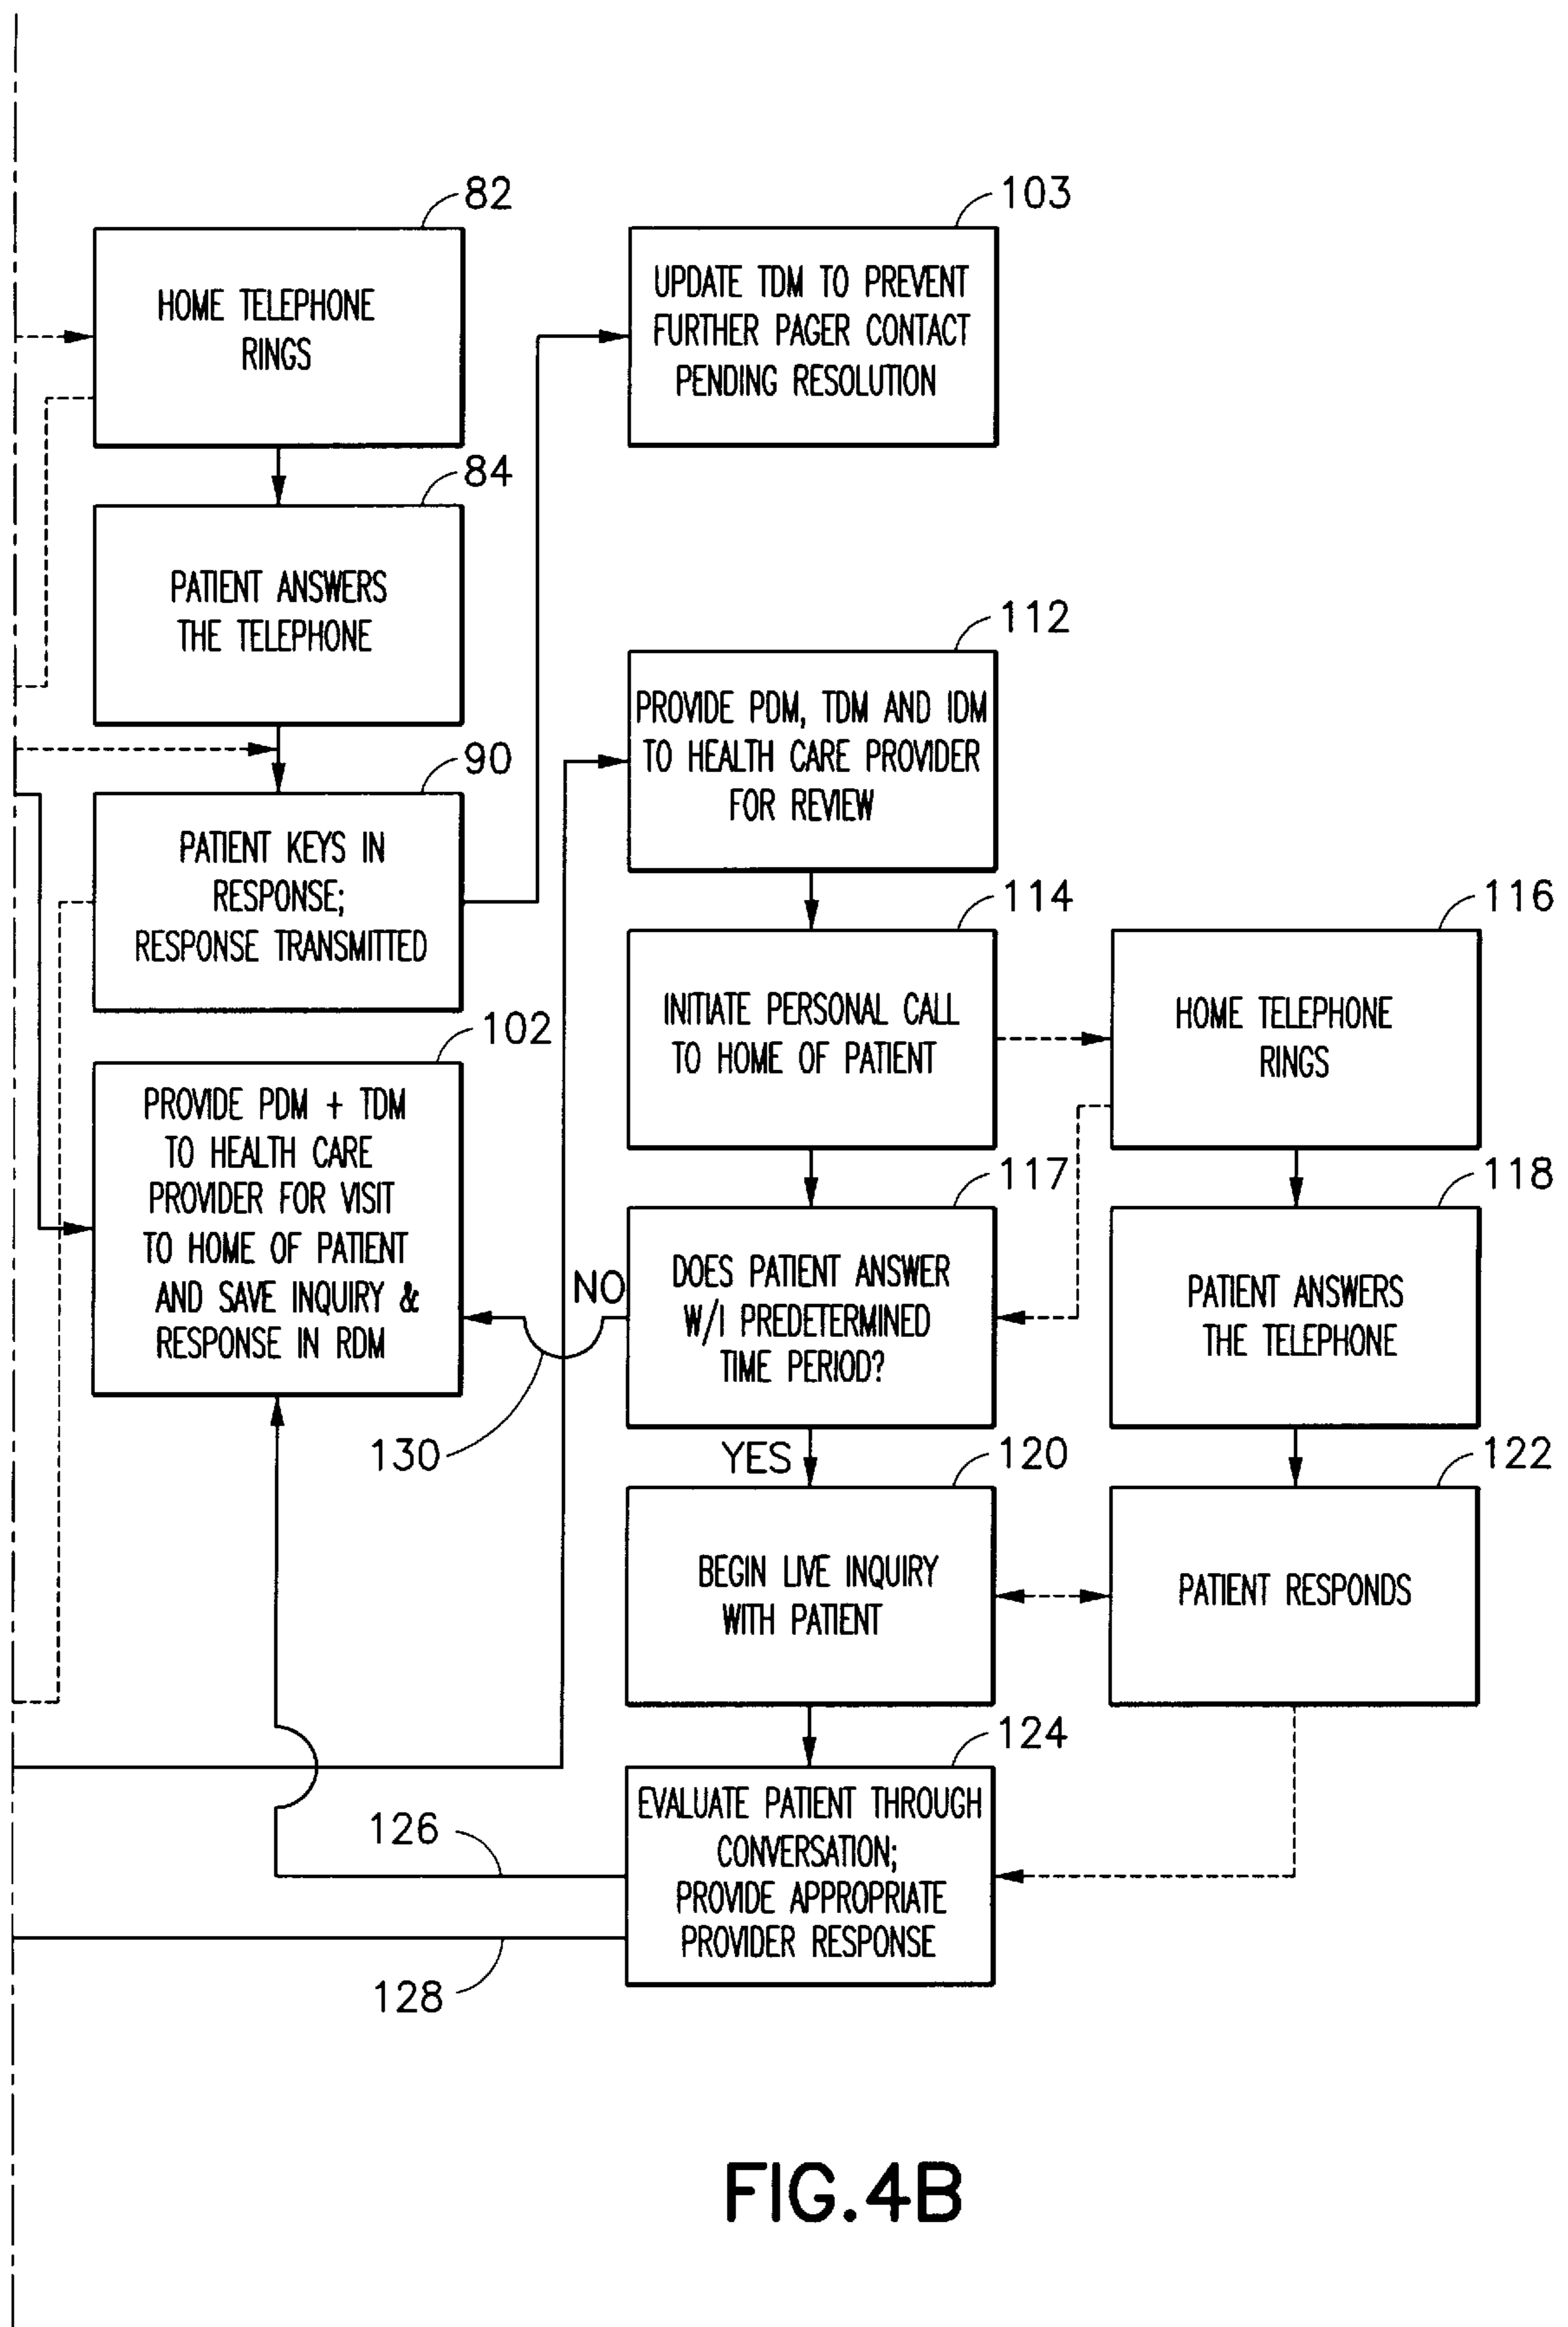 82
HOME TELEPHONE
RINGS
103
UPDATE TDM TO PREVENT
FURTHER PAGER CONTACT
PENDING RESOLUTION
84
PATIENT ANSWERS
THE TELEPHONE
112
PROVIDE PDM, TDM AND IDM
TO HEALTH CARE PROVIDER
FOR REVIEW
90
PATIENT KEYS IN
RESPONSE;
RESPONSE TRANSMITTED
114
INITIATE PERSONAL CALL
TO HOME OF PATIENT
116
HOME TELEPHONE
RINGS
102
PROVIDE PDM + TDM
TO HEALTH CARE
PROVIDER FOR VISIT
TO HOME OF PATIENT
AND SAVE INQUIRY &
RESPONSE IN RDM
117
DOES PATIENT ANSWER
W/I PREDETERMINED
TIME PERIOD?
NO
118
PATIENT ANSWERS
THE TELEPHONE
130
YES
120
BEGIN LIVE INQUIRY
WITH PATIENT
122
PATIENT RESPONDS
124
EVALUATE PATIENT THROUGH
CONVERSATION;
PROVIDE APPROPRIATE
PROVIDER RESPONSE
126
128
FIG.4B